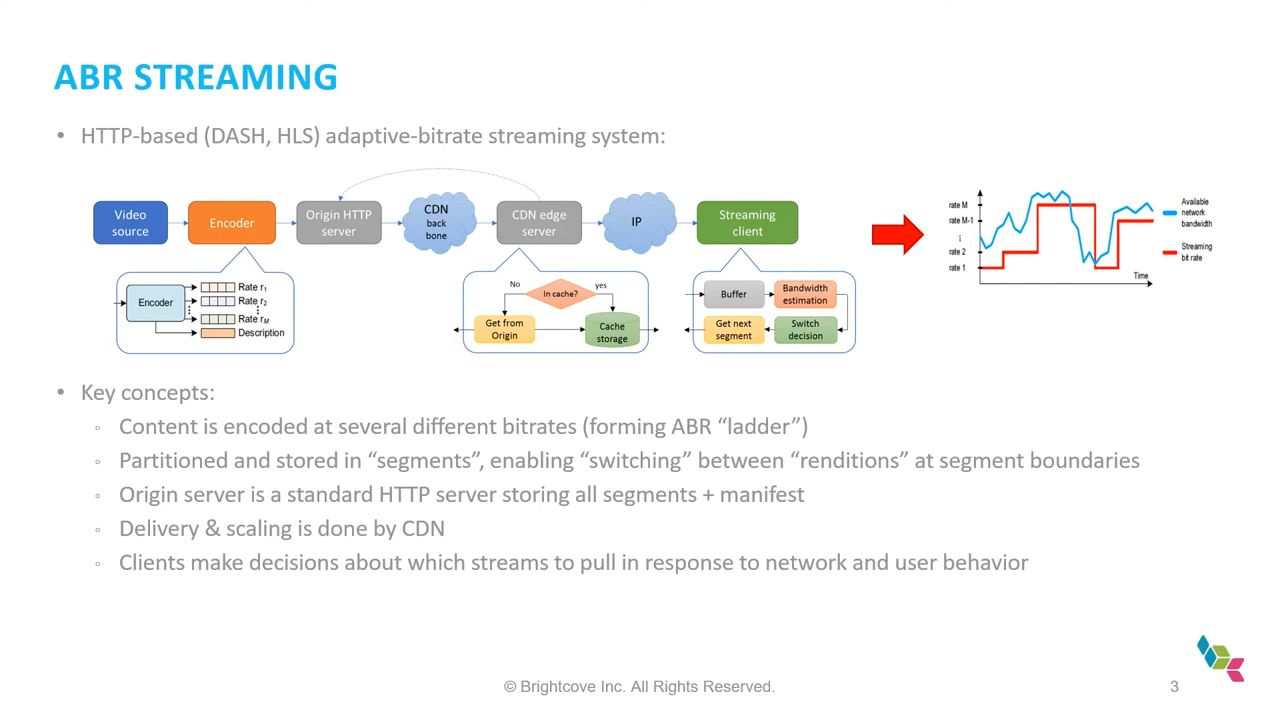 ABR STREAMING
• HTTP-based (DASH, HLS) adaptive-bitrate streaming system:
Video
source
Encoder
Origin HTTP
server
CDN
back
bone
CDN edge
server
IP
Streaming
client
Encoder
Rate r1
Rate r2
Rate rM
Description
No
In cache?
yes
Get from
Origin
Cache
storage
Buffer
Bandwidth
estimation
Get next
segment
Switch
decision
rate M
rate M-1
⋮
rate 2
rate 1
Time
Available
network
bandwidth
Streaming
bit rate
• Key concepts:
◦ Content is encoded at several different bitrates (forming ABR “ladder”)
◦ Partitioned and stored in “segments”, enabling “switching” between “renditions” at segment boundaries
◦ Origin server is a standard HTTP server storing all segments + manifest
◦ Delivery & scaling is done by CDN
◦ Clients make decisions about which streams to pull in response to network and user behavior
© Brightcove Inc. All Rights Reserved.
3